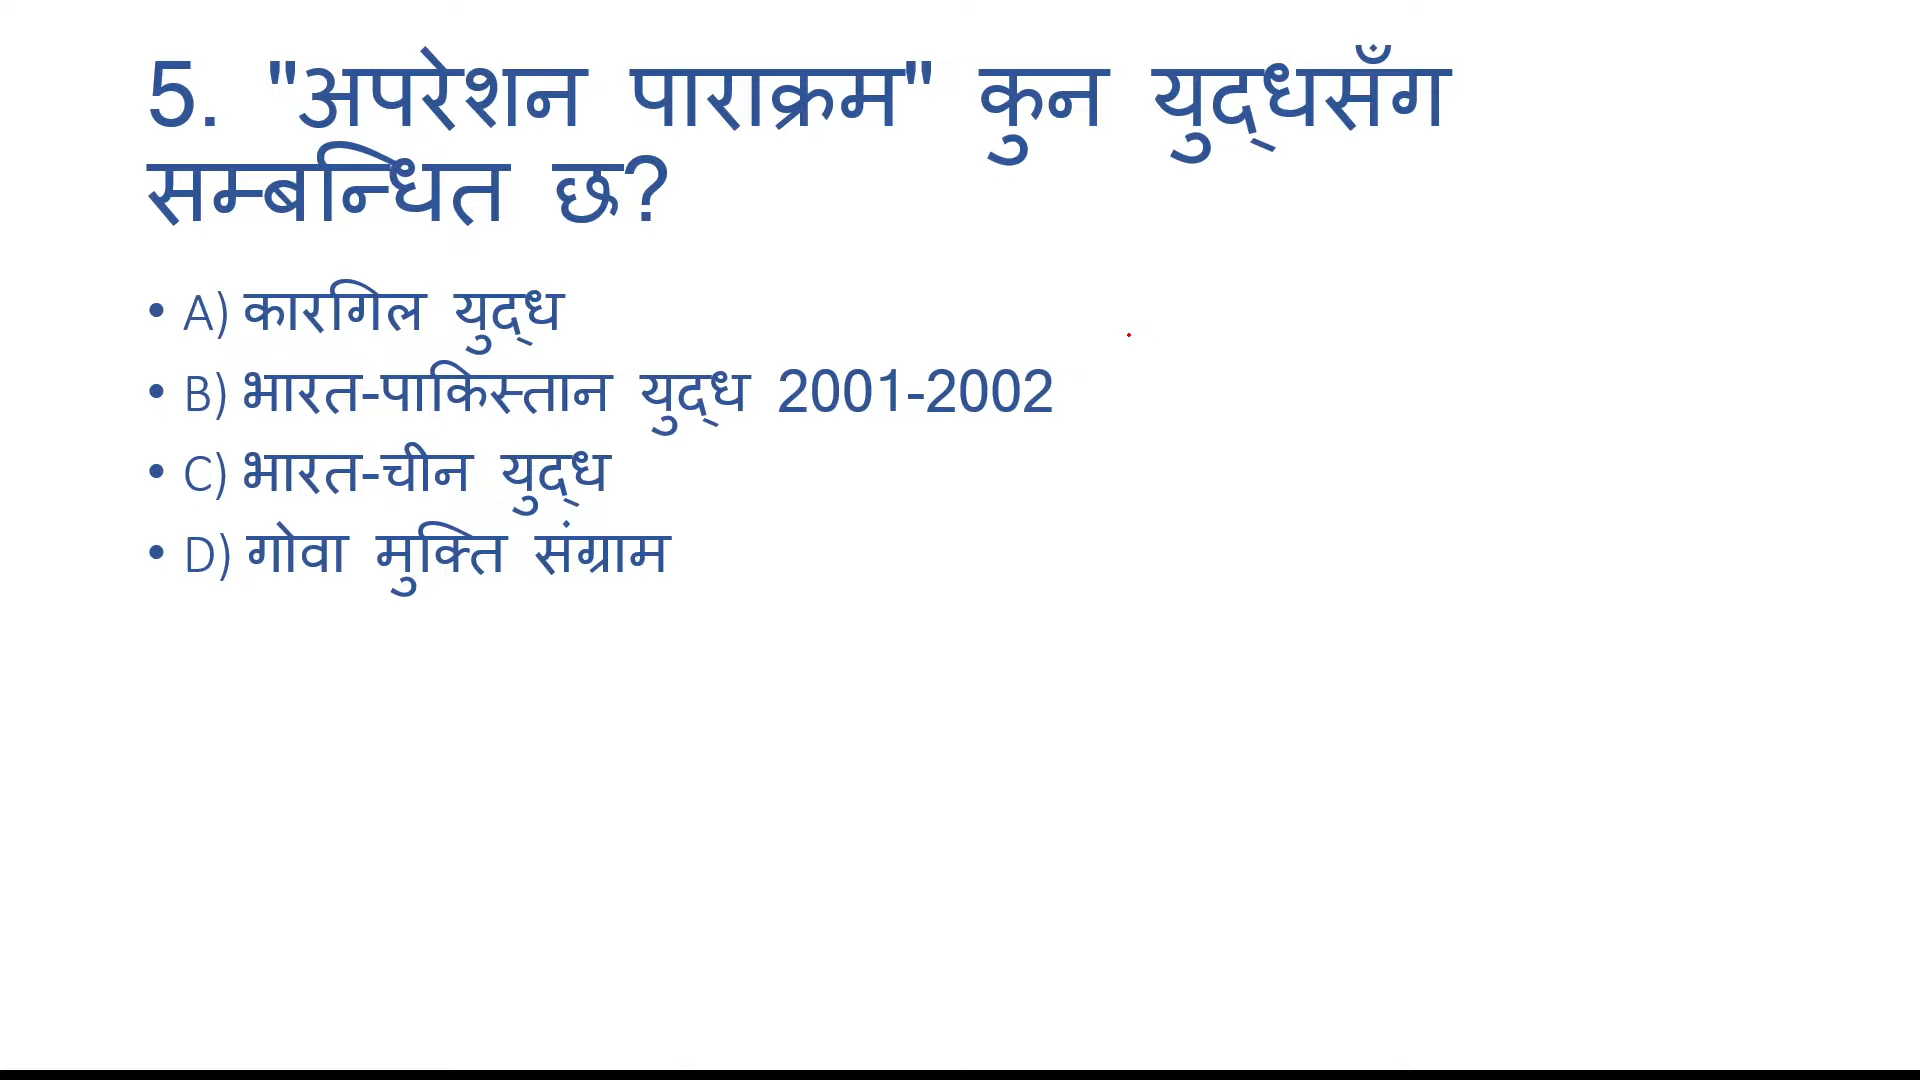 5. "अपरेशन पाराक्रम" कुन युद्धसँग
सम्बन्धित छ?
• A) कारगिल युद्ध
• B) भारत-पाकिस्तान युद्ध 2001-2002
• C) भारत-चीन युद्ध
• D) गोवा मुक्ति संग्राम